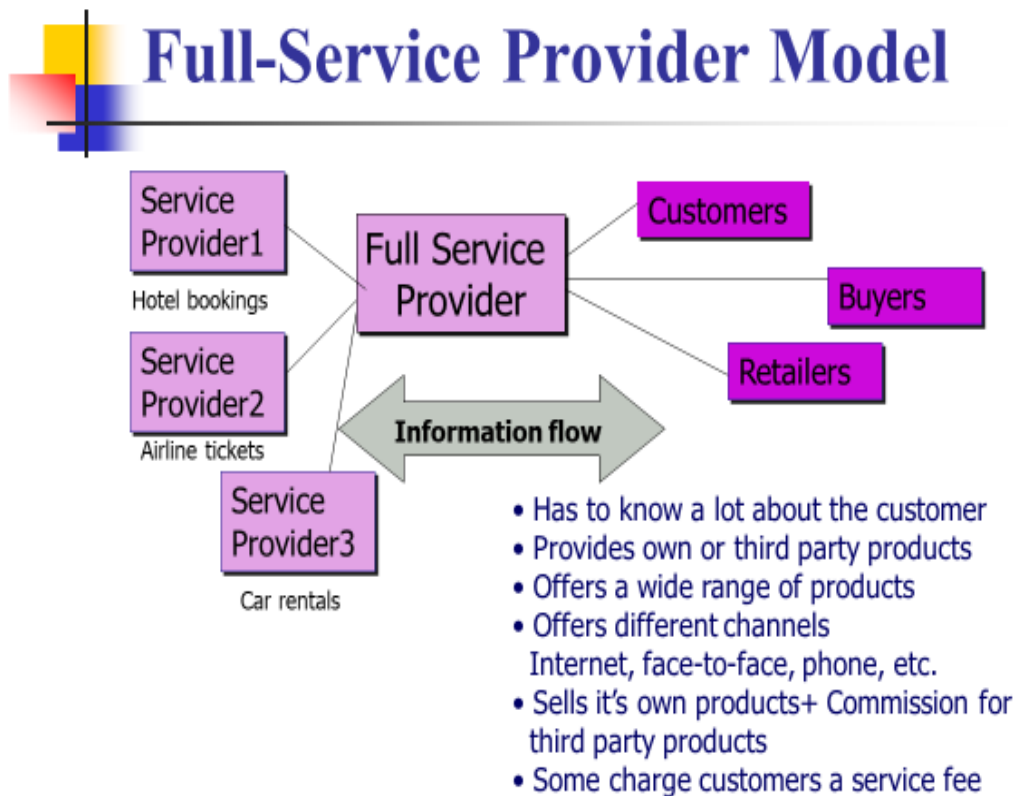 Full-Service Provider Model
Service
Provider1
Hotel bookings
Service
Provider2
Airline tickets
Service
Provider3
Car rentals
Full Service
Provider
Customers
Buyers
Retailers
Information flow
• Has to know a lot about the customer
• Provides own or third party products
• Offers a wide range of products
• Offers different channels
Internet, face-to-face, phone, etc.
• Sells it's own products+ Commission for
third party products
• Some charge customers a service fee